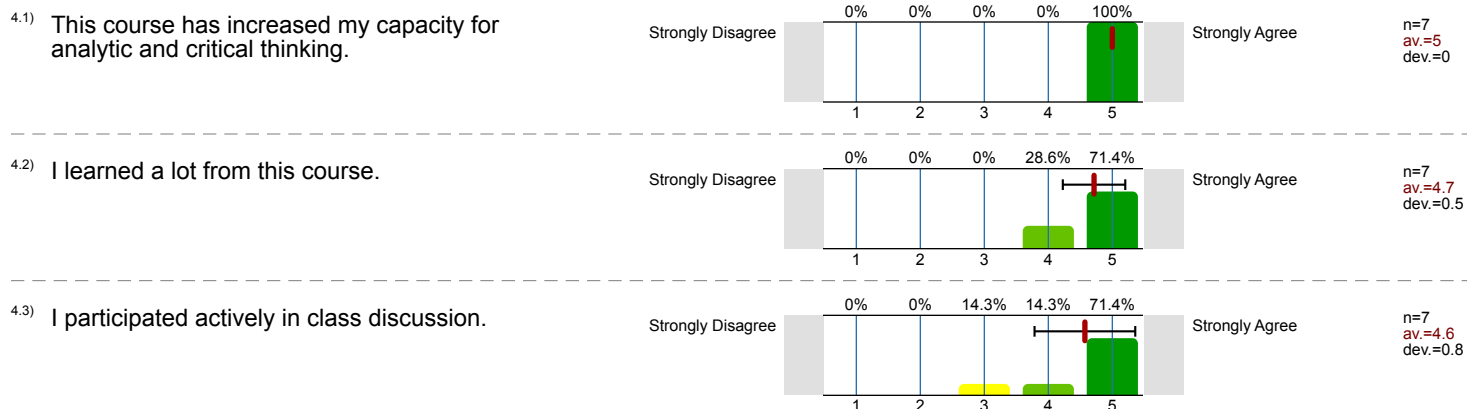 4.1) This course has increased my capacity for
analytic and critical thinking.
Strongly Disagree
0% 0% 0% 0% 100%
1 2 3 4 5
Strongly Agree
n=7
av.=5
dev.=0
4.2) I learned a lot from this course.
Strongly Disagree
0% 0% 0% 28.6% 71.4%
1 2 3 4 5
Strongly Agree
n=7
av.=4.7
dev.=0.5
4.3) I participated actively in class discussion.
Strongly Disagree
0% 0% 14.3% 14.3% 71.4%
1 2 3 4 5
Strongly Agree
n=7
av.=4.6
dev.=0.8